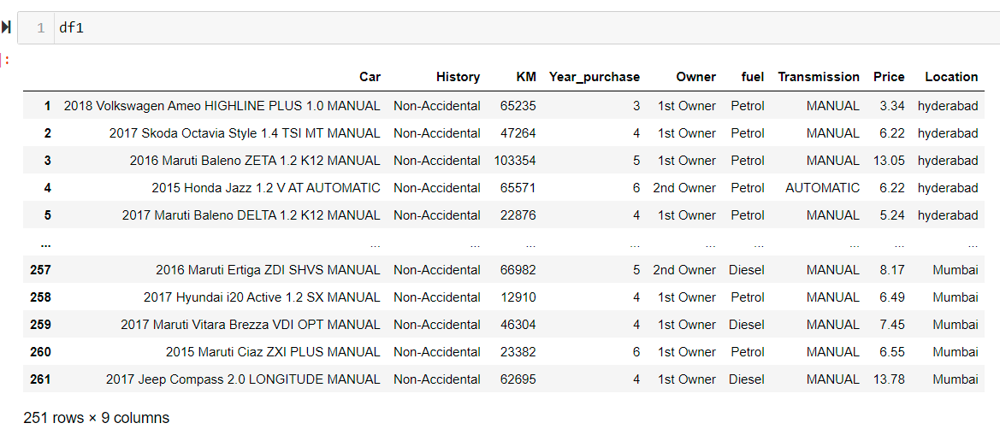 1 df1
:
Car History KM Year_purchase Owner fuel Transmission Price Location
1 2018 Volkswagen Ameo HIGHLINE PLUS 1.0 MANUAL Non-Accidental 65235 3 1st Owner Petrol MANUAL 3.34 hyderabad
2 2017 Skoda Octavia Style 1.4 TSI MT MANUAL Non-Accidental 47264 4 1st Owner Petrol MANUAL 6.22 hyderabad
3 2016 Maruti Baleno ZETA 1.2 K12 MANUAL Non-Accidental 103354 5 1st Owner Petrol MANUAL 13.05 hyderabad
4 2015 Honda Jazz 1.2 V AT AUTOMATIC Non-Accidental 65571 6 2nd Owner Petrol AUTOMATIC 6.22 hyderabad
5 2017 Maruti Baleno DELTA 1.2 K12 MANUAL Non-Accidental 22876 4 1st Owner Petrol MANUAL 5.24 hyderabad
... ... ... ... ... ... ... ... ... ...
257 2016 Maruti Ertiga ZDI SHVS MANUAL Non-Accidental 66982 5 2nd Owner Diesel MANUAL 8.17 Mumbai
258 2017 Hyundai i20 Active 1.2 SX MANUAL Non-Accidental 12910 4 1st Owner Petrol MANUAL 6.49 Mumbai
259 2017 Maruti Vitara Brezza VDI OPT MANUAL Non-Accidental 46304 4 1st Owner Diesel MANUAL 7.45 Mumbai
260 2015 Maruti Ciaz ZXI PLUS MANUAL Non-Accidental 23382 6 1st Owner Petrol MANUAL 6.55 Mumbai
261 2017 Jeep Compass 2.0 LONGITUDE MANUAL Non-Accidental 62695 4 1st Owner Diesel MANUAL 13.78 Mumbai
251 rows × 9 columns